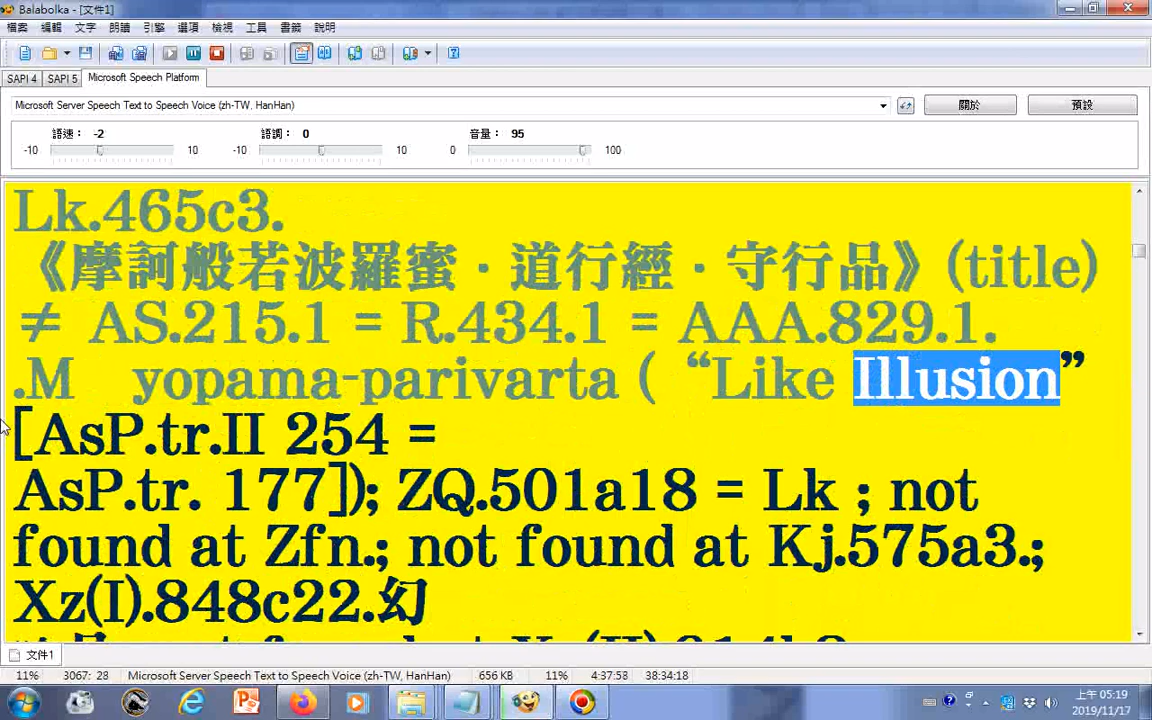 Balabolka - [文件1]
檔案 編輯 文字 朗讀 引擎 選項 檢視 工具 書籤 說明
SAPI 4 SAPI 5 Microsoft Speech Platform
Microsoft Server Speech Text to Speech Voice (zh-TW, HanHan) 關於 預設
語速： -2 語調： 0 音量： 95
-10 10 -10 10 0 100
Lk.465c3.
《摩訶般若波羅蜜·道行經·守行品》(title)
≠ AS.215.1 = R.434.1 = AAA.829.1.
.M yopama-parivarta (“Like Illusion”
[AsP.tr.II 254 =
AsP.tr. 177]); ZQ.501a18 = Lk ; not
found at Zfn.; not found at Kj.575a3.;
Xz(I).848c22.幻
文件1
11% 3067: 28 Microsoft Server Speech Text to Speech Voice (zh-TW, HanHan) 656 KB 11% 4:37:58 38:34:18
上午 05:19
2019/11/17